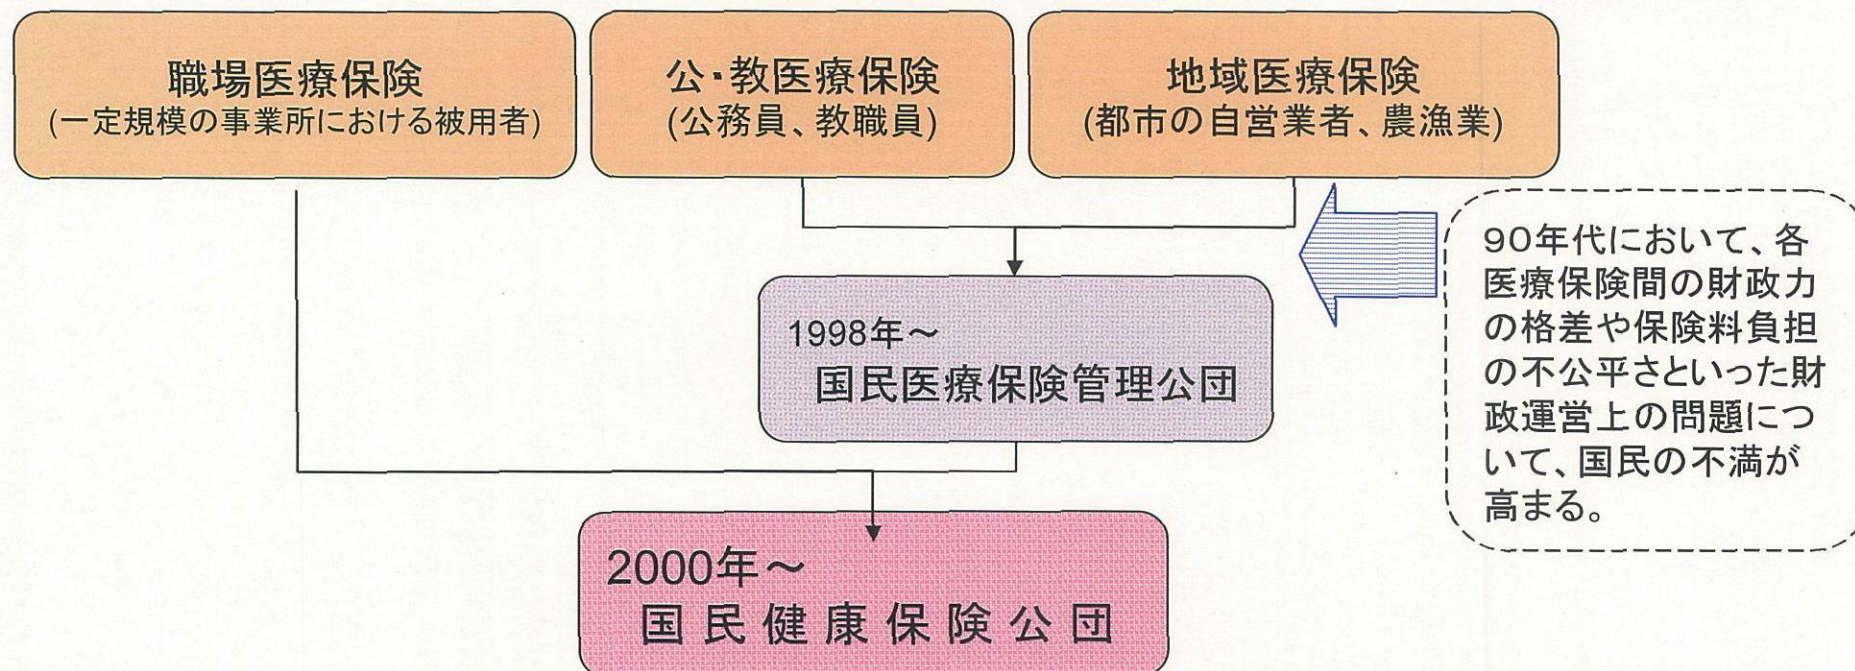 職場医療保険
(一定規模の事業所における被用者)
公・教医療保険
(公務員、教職員)
地域医療保険
(都市の自営業者、農漁業)
90年代において、各
医療保険間の財政力
の格差や保険料負担
の不公平さといった財
政運営上の問題につ
いて、国民の不満が
高まる。
1998年～
国民医療保険管理公団
2000年～
国民健康保険公団